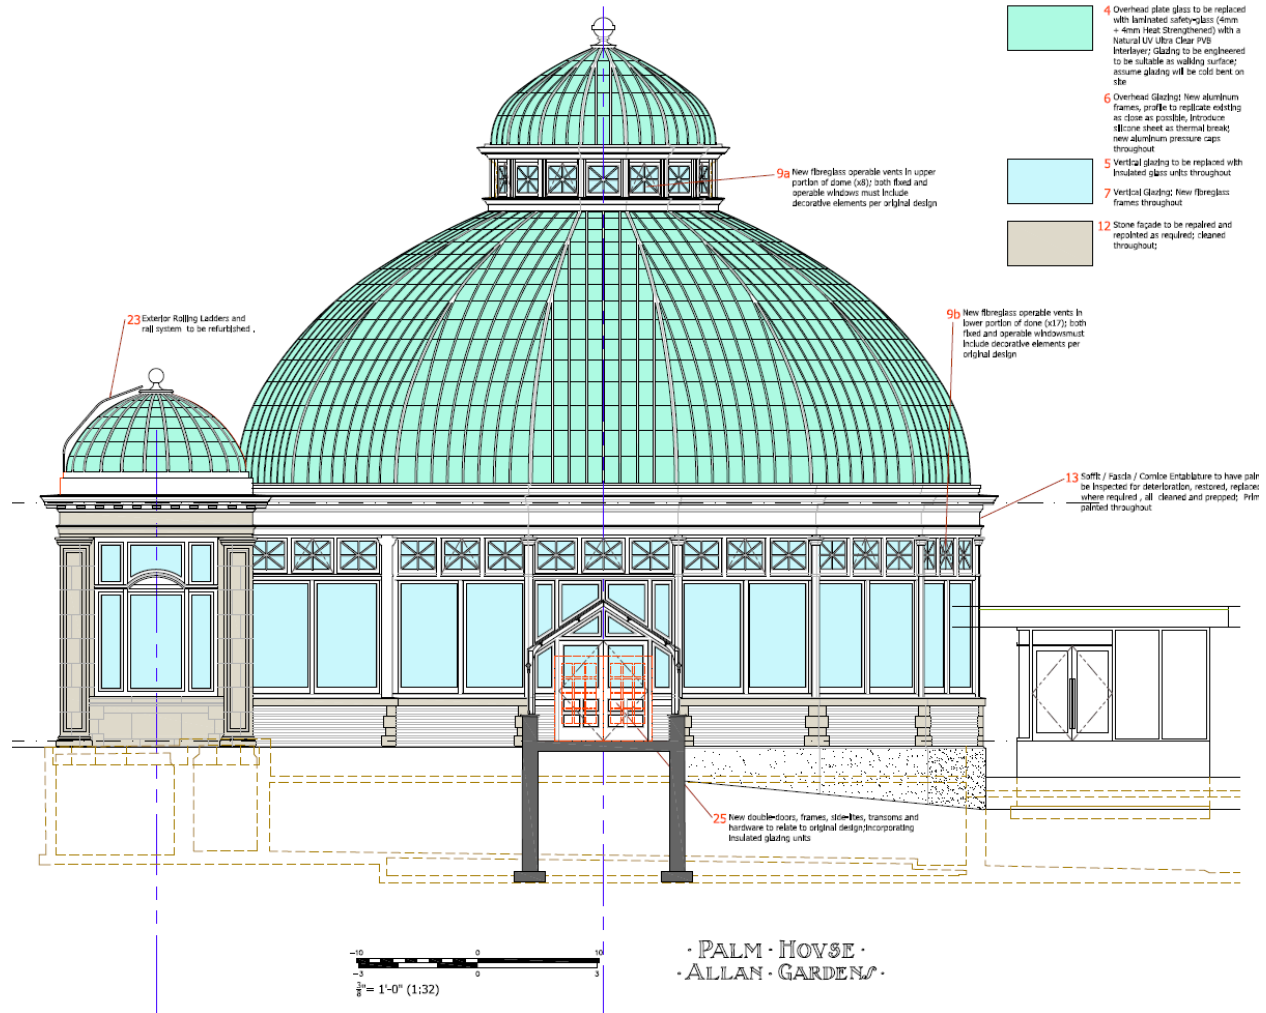 4 Overhead plate glass to be replaced
with laminated safety-glass (4mm
+ 4mm Heat Strengthened) with a
Natural UV Ultra Clear PVB
Interlayer; Glazing to be engineered
to be suitable as walking surface;
assume glazing will be cold bent on
site
6 Overhead Glazing: New aluminum
frames, profile to replicate existing
as close as possible, introduce
silicone sheet as thermal break;
new aluminum pressure caps
throughout
5 Vertical glazing to be replaced with
insulated glass units throughout
7 Vertical Glazing: New fibreglass
frames throughout
12 Stone façade to be repaired and
repointed as required; cleaned
throughout;
9a New fibreglass operable vents in upper
portion of dome (x8); both fixed and
operable windows must include
decorative elements per original design
23 Exterior Rolling Ladders and
rail system to be refurbished .
9b New fibreglass operable vents in
lower portion of done (x17); both
fixed and operable windowsmust
include decorative elements per
original design
13 Soffit / Fascia / Cornice Entablature to have
be inspected for deterioration, restored,
where required , all cleaned and prepped;
painted throughout
25 New double-doors, frames, side-lites, transoms and
hardware to relate to original design;incorporating
insulated glazing units
-10 0 10
-3 0 3
3/8"= 1'-0" (1:32)
· PALM · HOVSE ·
· ALLAN · GARDENS ·